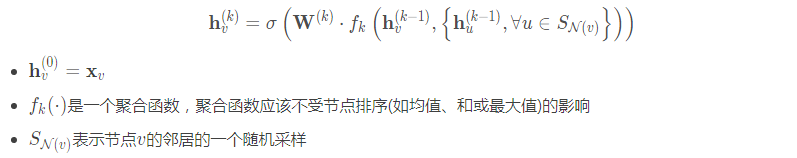 $$\mathbf{h}_v^{(k)} = \sigma\left(\mathbf{W}^{(k)} \cdot f_k\left(\mathbf{h}_v^{(k-1)}, \left\{\mathbf{h}_u^{(k-1)}, \forall u \in S_{\mathcal{N}(v)}\right\}\right)\right)$$
• $\mathbf{h}_v^{(0)} = \mathbf{x}_v$
• $f_k(\cdot)$是一个聚合函数，聚合函数应该不受节点排序(如均值、和或最大值)的影响
• $S_{\mathcal{N}(v)}$表示节点$v$的邻居的一个随机采样